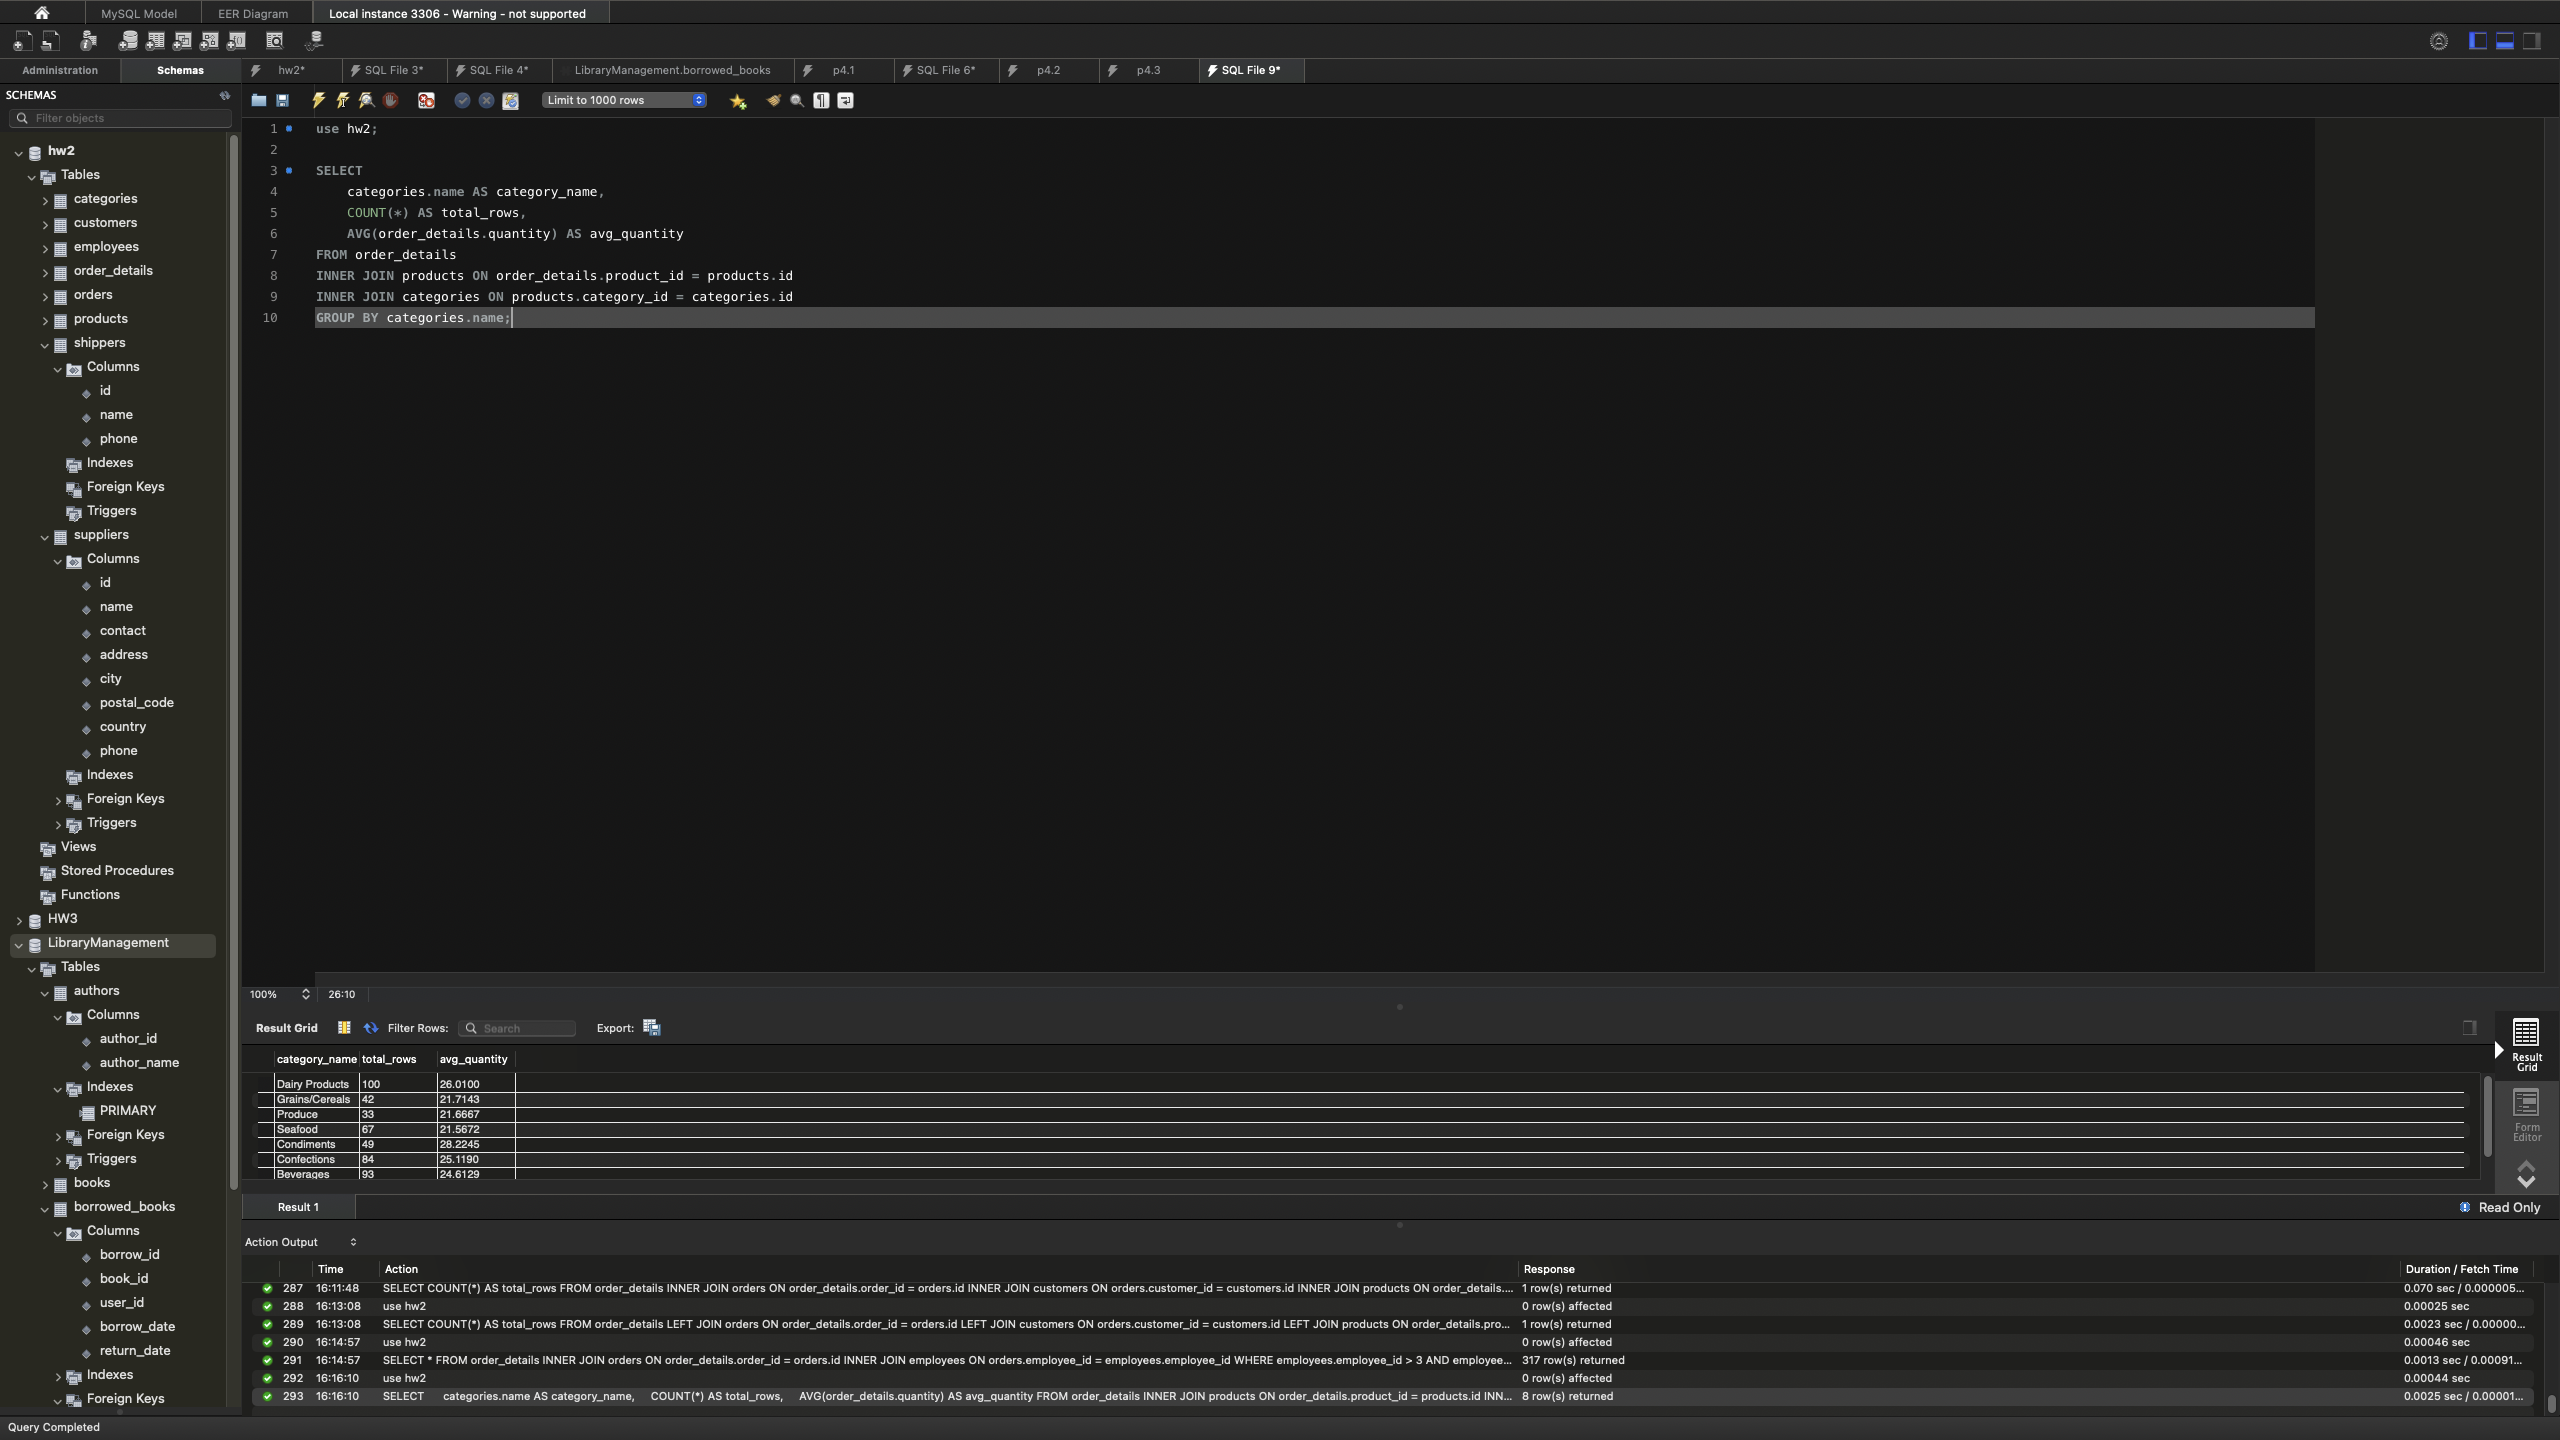 MySQL Model
EER Diagram
Local instance 3306 - Warning - not supported
Administration
Schemas
hw2*
SQL File 3*
SQL File 4*
LibraryManagement.borrowed_books
p4.1
SQL File 6*
p4.2
p4.3
SQL File 9*
SCHEMAS
Filter objects
Limit to 1000 rows
hw2
Tables
categories
customers
employees
order_details
orders
products
shippers
Columns
id
name
phone
Indexes
Foreign Keys
Triggers
suppliers
Columns
id
name
contact
address
city
postal_code
country
phone
Indexes
Foreign Keys
Triggers
Views
Stored Procedures
Functions
HW3
LibraryManagement
Tables
authors
Columns
author_id
author_name
Indexes
PRIMARY
Foreign Keys
Triggers
books
borrowed_books
Columns
borrow_id
book_id
user_id
borrow_date
return_date
Indexes
Foreign Keys
1 use hw2;
2
3 SELECT
4 categories.name AS category_name,
5 COUNT(*) AS total_rows,
6 AVG(order_details.quantity) AS avg_quantity
7 FROM order_details
8 INNER JOIN products ON order_details.product_id = products.id
9 INNER JOIN categories ON products.category_id = categories.id
10 GROUP BY categories.name;
100% 26:10
Result Grid Filter Rows: Search Export:
category_name total_rows avg_quantity
Dairy Products 100 26.0100
Grains/Cereals 42 21.7143
Produce 33 21.6667
Seafood 67 21.5672
Condiments 49 28.2245
Confections 84 25.1190
Beverages 93 24.6129
Result
Grid
Form
Editor
Result 1
Read Only
Action Output
Time Action Response Duration / Fetch Time
287 16:11:48 SELECT COUNT(*) AS total_rows FROM order_details INNER JOIN orders ON order_details.order_id = orders.id INNER JOIN customers ON orders.customer_id = customers.id INNER JOIN products ON order_details.... 1 row(s) returned 0.070 sec / 0.000005...
288 16:13:08 use hw2 0 row(s) affected 0.00025 sec
289 16:13:08 SELECT COUNT(*) AS total_rows FROM order_details LEFT JOIN orders ON order_details.order_id = orders.id LEFT JOIN customers ON orders.customer_id = customers.id LEFT JOIN products ON order_details.pro... 1 row(s) returned 0.0023 sec / 0.00000...
290 16:14:57 use hw2 0 row(s) affected 0.00046 sec
291 16:14:57 SELECT * FROM order_details INNER JOIN orders ON order_details.order_id = orders.id INNER JOIN employees ON orders.employee_id = employees.employee_id WHERE employees.employee_id > 3 AND employee... 317 row(s) returned 0.0013 sec / 0.00091...
292 16:16:10 use hw2 0 row(s) affected 0.00044 sec
293 16:16:10 SELECT categories.name AS category_name, COUNT(*) AS total_rows, AVG(order_details.quantity) AS avg_quantity FROM order_details INNER JOIN products ON order_details.product_id = products.id INN... 8 row(s) returned 0.0025 sec / 0.00001...
Query Completed